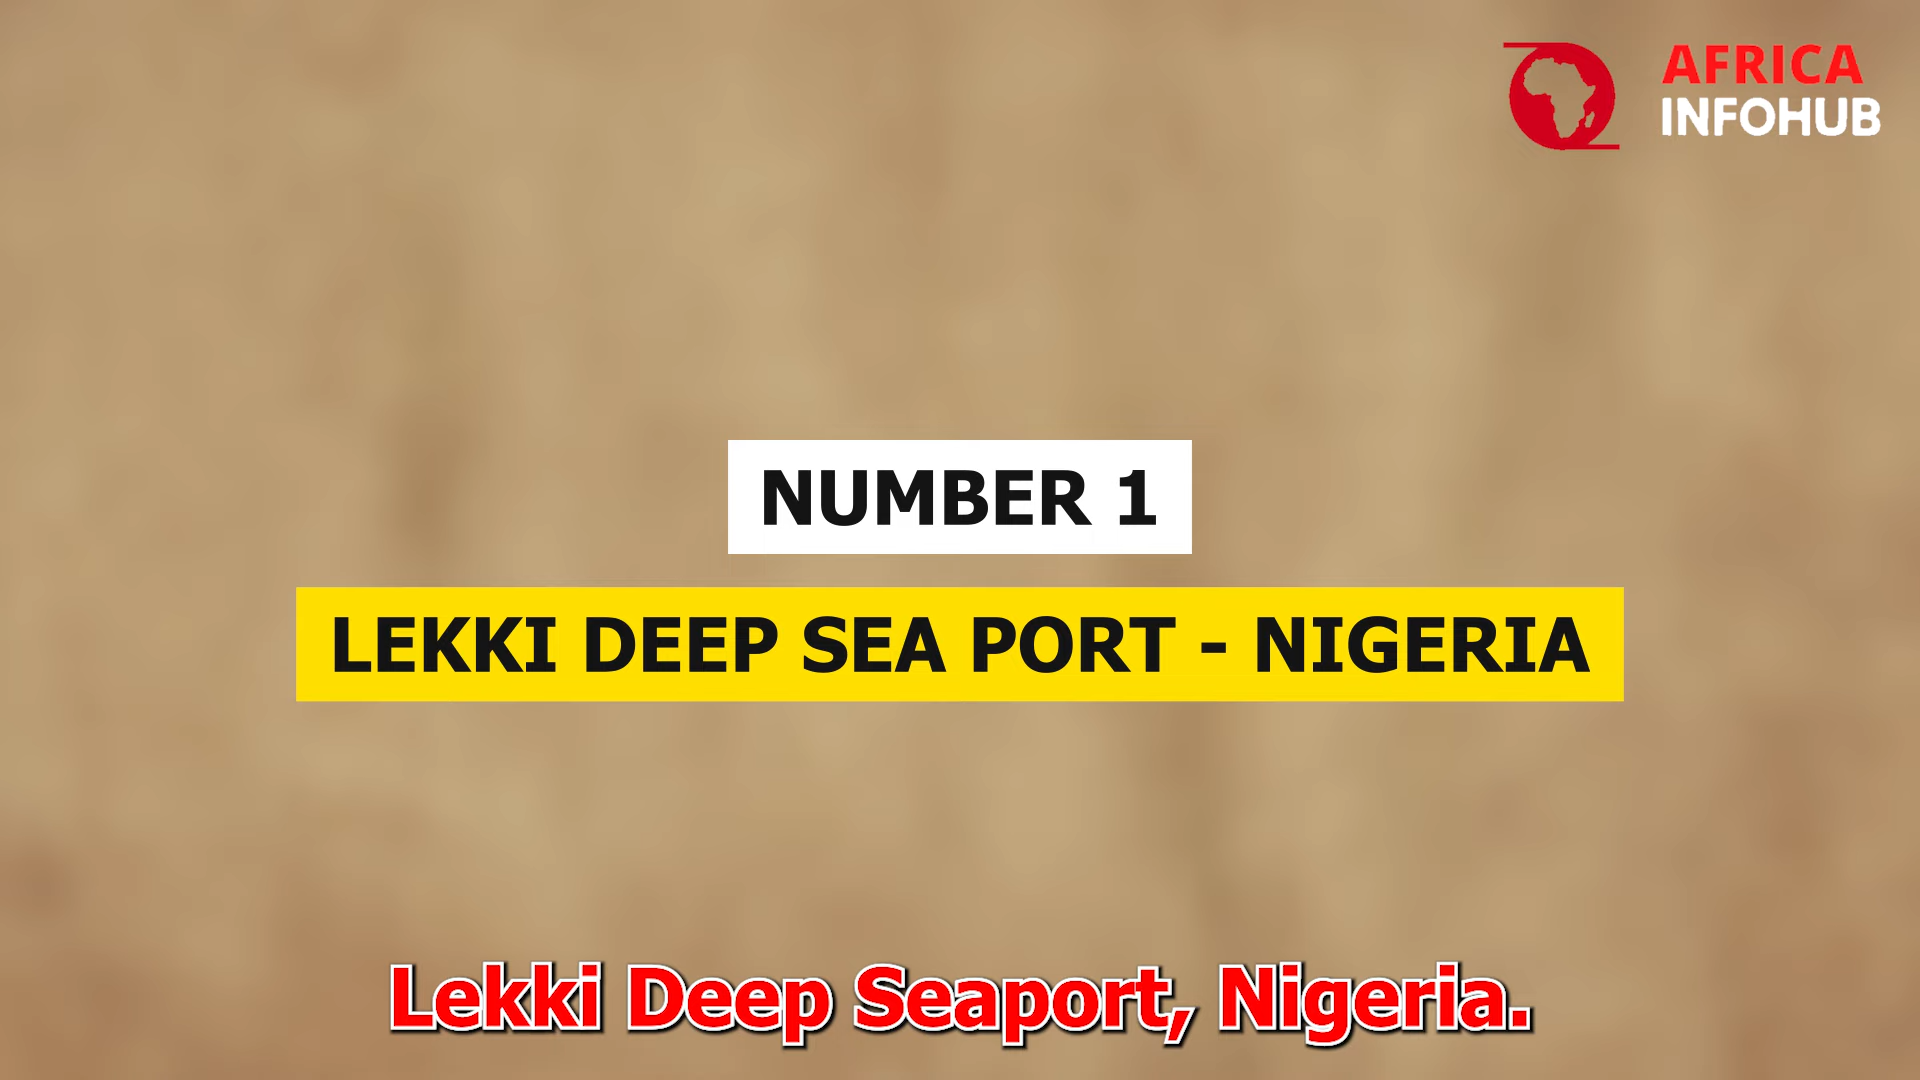 AFRICA
INFOHUB
NUMBER 1
LEKKI DEEP SEA PORT - NIGERIA
Lekki Deep Seaport, Nigeria.